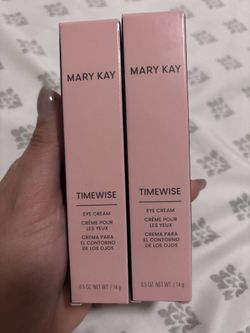 MARY KAY
TIMEWISE
EYE CREAM
CRÈME POUR
LES YEUX
CREMA PARA
EL CONTORNO
DE LOS OJOS
0.5 OZ. NET WT. / 14 g
MARY KAY
TIMEWISE
EYE CREAM
CRÈME POUR
LES YEUX
CREMA PARA
EL CONTORNO
DE LOS OJOS
0.5 OZ. NET WT. / 14 g